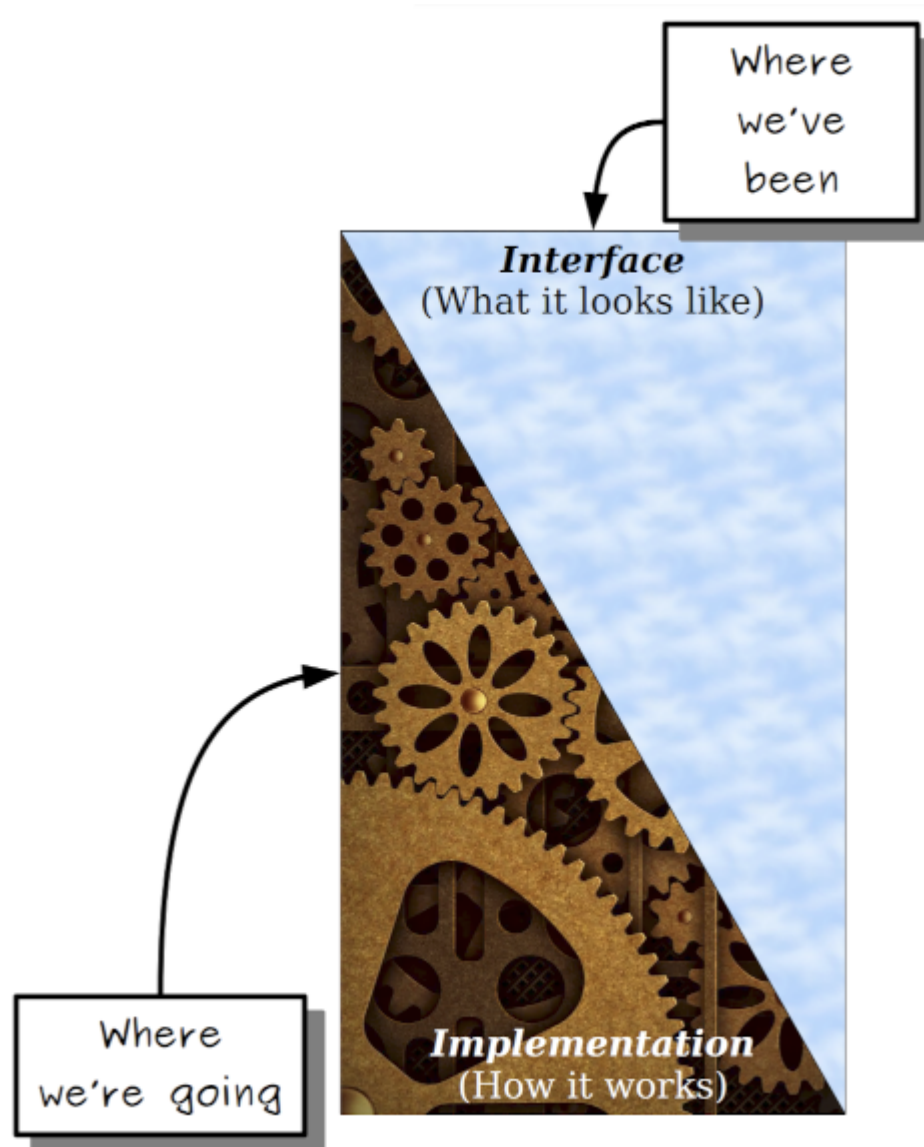 Where
we've
been
Interface
(What it looks like)
Where
we're going
Implementation
(How it works)